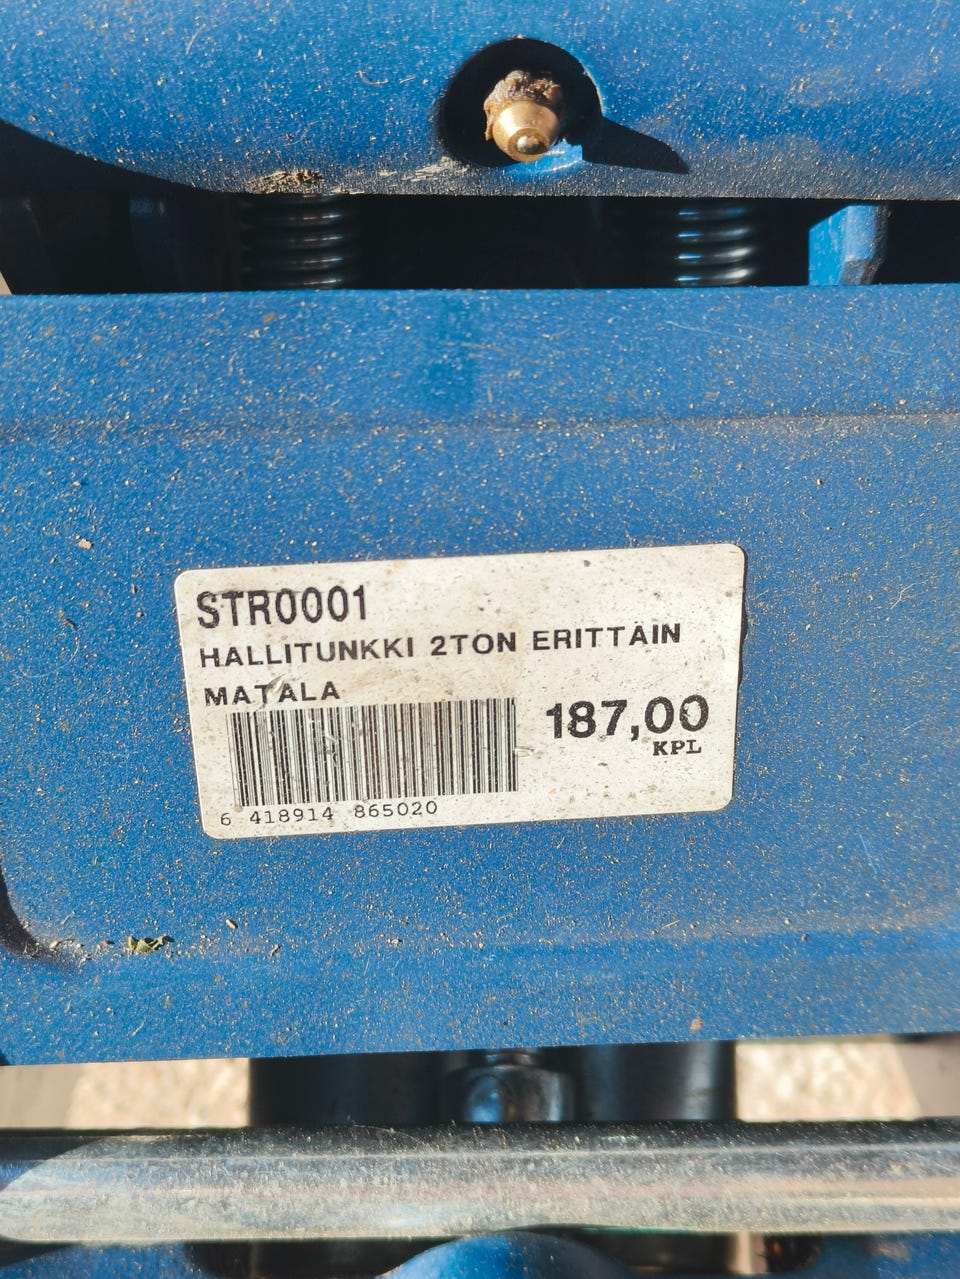 STR0001
HALLITUNKKI 2TON ERITTÄIN
MATALA
187,00
KPL
6 418914 865020